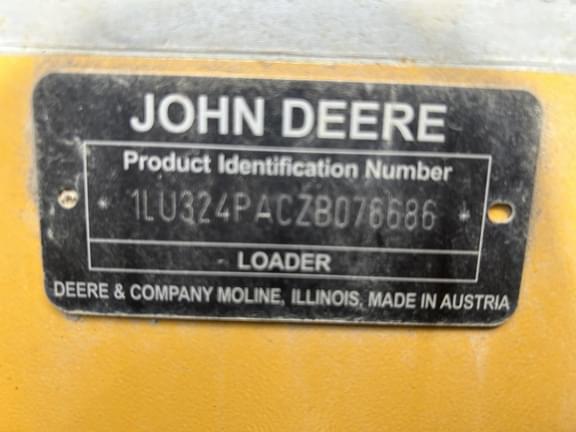 JOHN DEERE
Product Identification Number
* 1LU324PACZB076686 *
LOADER
DEERE & COMPANY MOLINE, ILLINOIS, MADE IN AUSTRIA